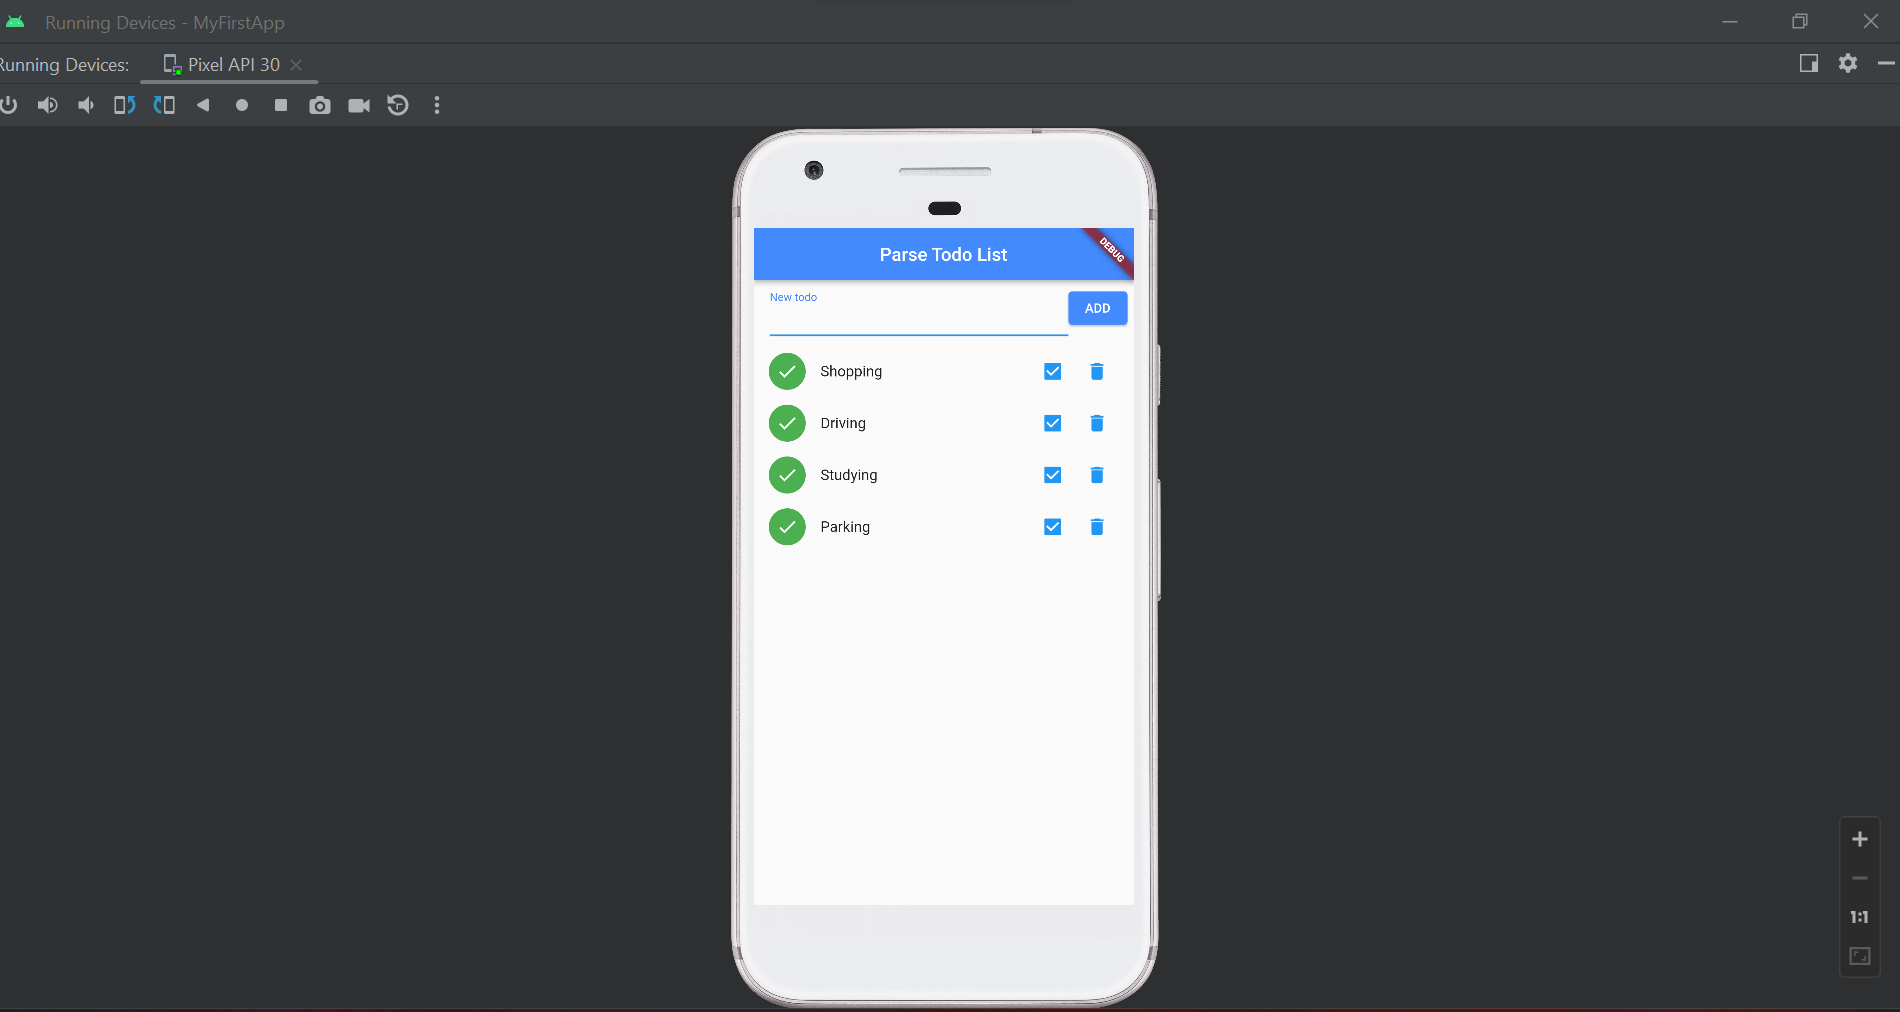 Running Devices - MyFirstApp
Running Devices:
Pixel API 30
Parse Todo List
DEBUG
New todo
ADD
Shopping
Driving
Studying
Parking
1:1